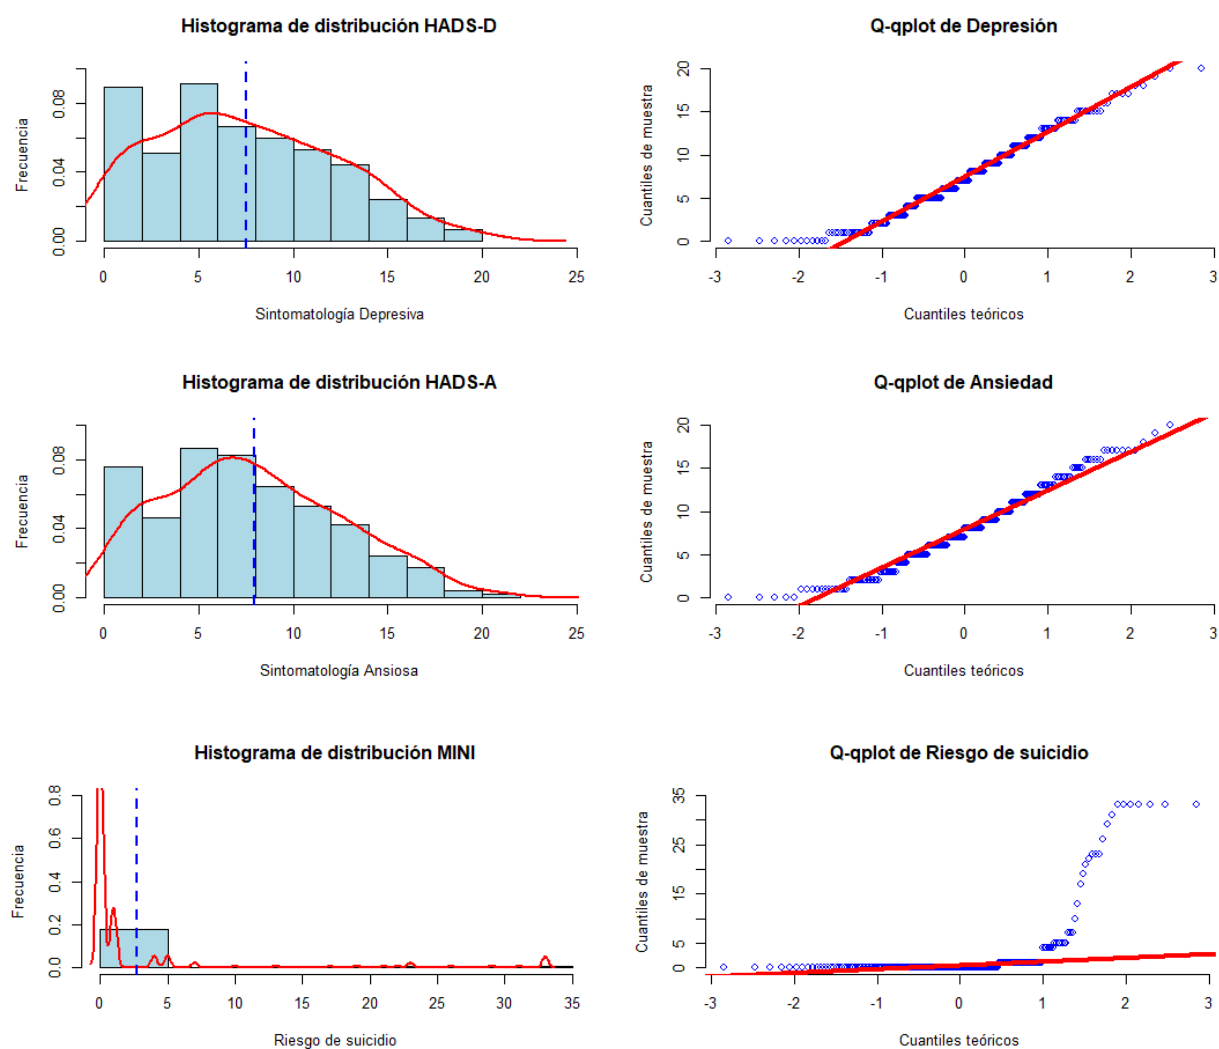 Histograma de distribución HADS-D
Frecuencia
0.00 0.04 0.08
0 5 10 15 20 25
Sintomatología Depresiva
Q-qplot de Depresión
Cuantiles de muestra
0 5 10 15 20
-3 -2 -1 0 1 2 3
Cuantiles teóricos
Histograma de distribución HADS-A
Frecuencia
0.00 0.04 0.08
0 5 10 15 20 25
Sintomatología Ansiosa
Q-qplot de Ansiedad
Cuantiles de muestra
0 5 10 15 20
-3 -2 -1 0 1 2 3
Cuantiles teóricos
Histograma de distribución MINI
Frecuencia
0.0 0.2 0.4 0.6 0.8
0 5 10 15 20 25 30 35
Riesgo de suicidio
Q-qplot de Riesgo de suicidio
Cuantiles de muestra
0 5 15 25 35
-3 -2 -1 0 1 2 3
Cuantiles teóricos